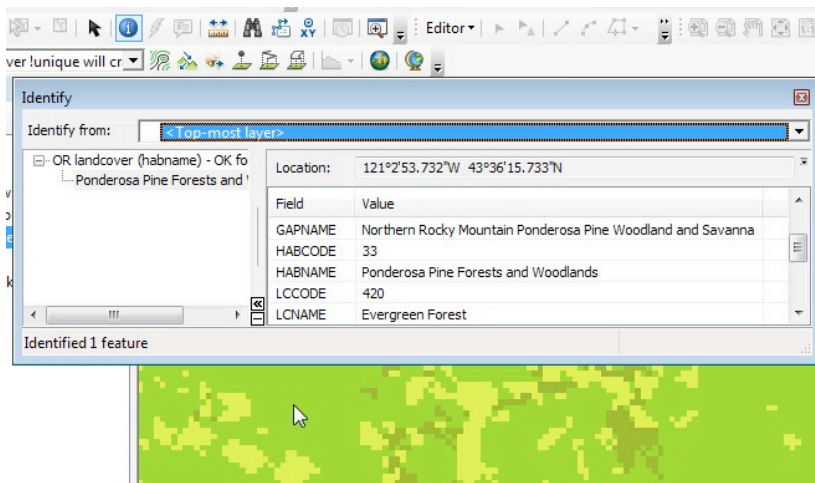 Editor
ver !unique will cr
Identify
Identify from: <Top-most layer>
OR landcover (habname) - OK fo
Ponderosa Pine Forests and
Location: 121°2'53.732"W 43°36'15.733"N
Field Value
GAPNAME Northern Rocky Mountain Ponderosa Pine Woodland and Savanna
HABCODE 33
HABNAME Ponderosa Pine Forests and Woodlands
LCCODE 420
LCNAME Evergreen Forest
Identified 1 feature